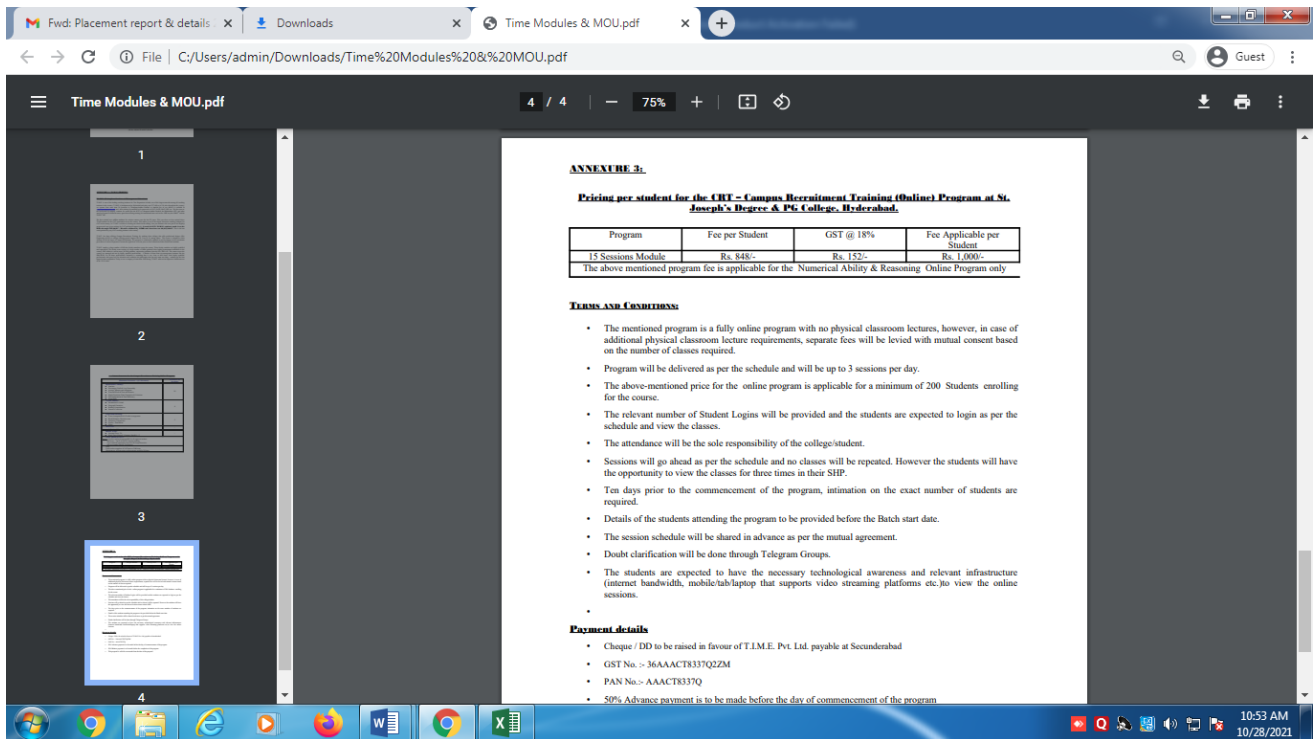 Fwd: Placement report & details
Downloads
Time Modules & MOU.pdf
File | C:/Users/admin/Downloads/Time%20Modules%20&%20MOU.pdf
Guest
Time Modules & MOU.pdf
4 / 4
75%
1
2
3
4
ANNEXURE 3:
Pricing per student for the CRT – Campus Recruitment Training (Online) Program at St.
Joseph's Degree & PG College, Hyderabad.
Program Fee per Student GST @ 18% Fee Applicable per
Student
15 Sessions Module Rs. 848/- Rs. 152/- Rs. 1,000/-
The above mentioned program fee is applicable for the Numerical Ability & Reasoning Online Program only
TERMS AND CONDITIONS:
• The mentioned program is a fully online program with no physical classroom lectures, however, in case of
additional physical classroom lecture requirements, separate fees will be levied with mutual consent based
on the number of classes required.
• Program will be delivered as per the schedule and will be up to 3 sessions per day.
• The above-mentioned price for the online program is applicable for a minimum of 200 Students enrolling
for the course.
• The relevant number of Student Logins will be provided and the students are expected to login as per the
schedule and view the classes.
• The attendance will be the sole responsibility of the college/student.
• Sessions will go ahead as per the schedule and no classes will be repeated. However the students will have
the opportunity to view the classes for three times in their SHP.
• Ten days prior to the commencement of the program, intimation on the exact number of students are
required.
• Details of the students attending the program to be provided before the Batch start date.
• The session schedule will be shared in advance as per the mutual agreement.
• Doubt clarification will be done through Telegram Groups.
• The students are expected to have the necessary technological awareness and relevant infrastructure
(internet bandwidth, mobile/tab/laptop that supports video streaming platforms etc.)to view the online
sessions.
•
Payment details
• Cheque / DD to be raised in favour of T.I.M.E. Pvt. Ltd. payable at Secunderabad
• GST No. :- 36AAACT8337Q2ZM
• PAN No.:- AAACT8337Q
• 50% Advance payment is to be made before the day of commencement of the program
10:53 AM
10/28/2021